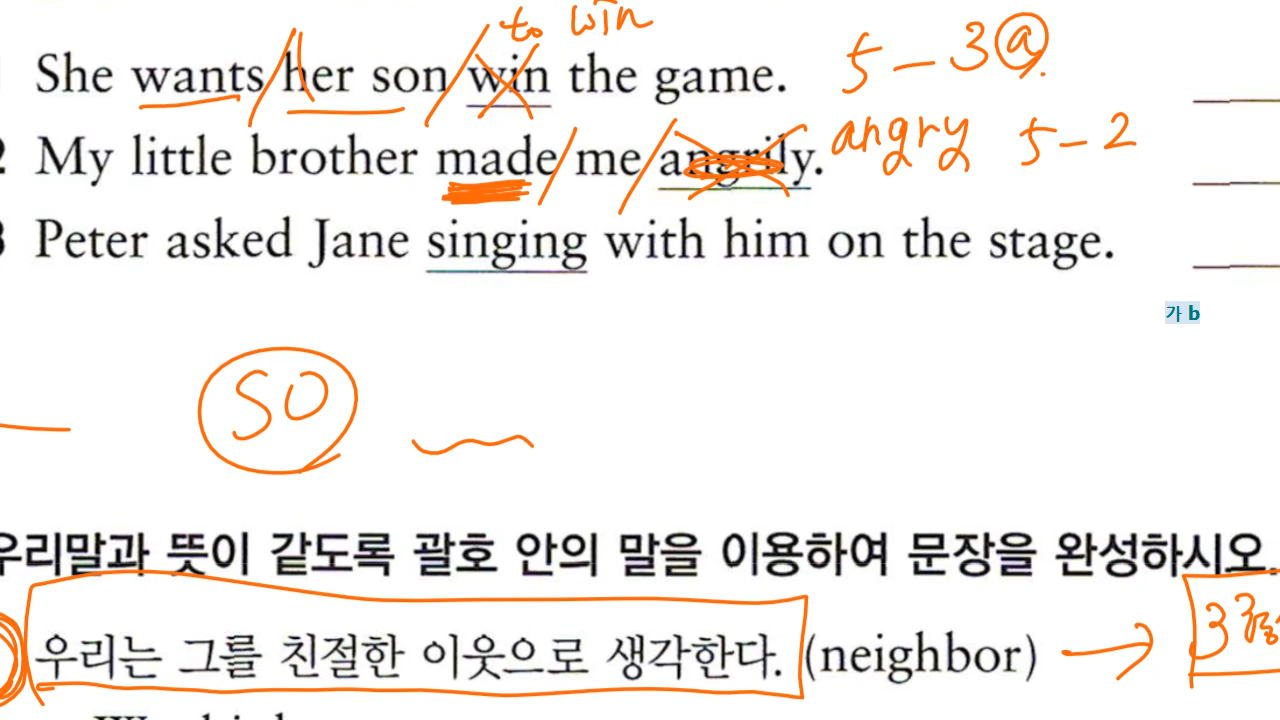 to win
1 She wants her son win the game. 5-3ⓐ
2 My little brother made me angrily. angry 5-2
3 Peter asked Jane singing with him on the stage.
가 b
SO
우리말과 뜻이 같도록 괄호 안의 말을 이용하여 문장을 완성하시오.
우리는 그를 친절한 이웃으로 생각한다. (neighbor) → 3